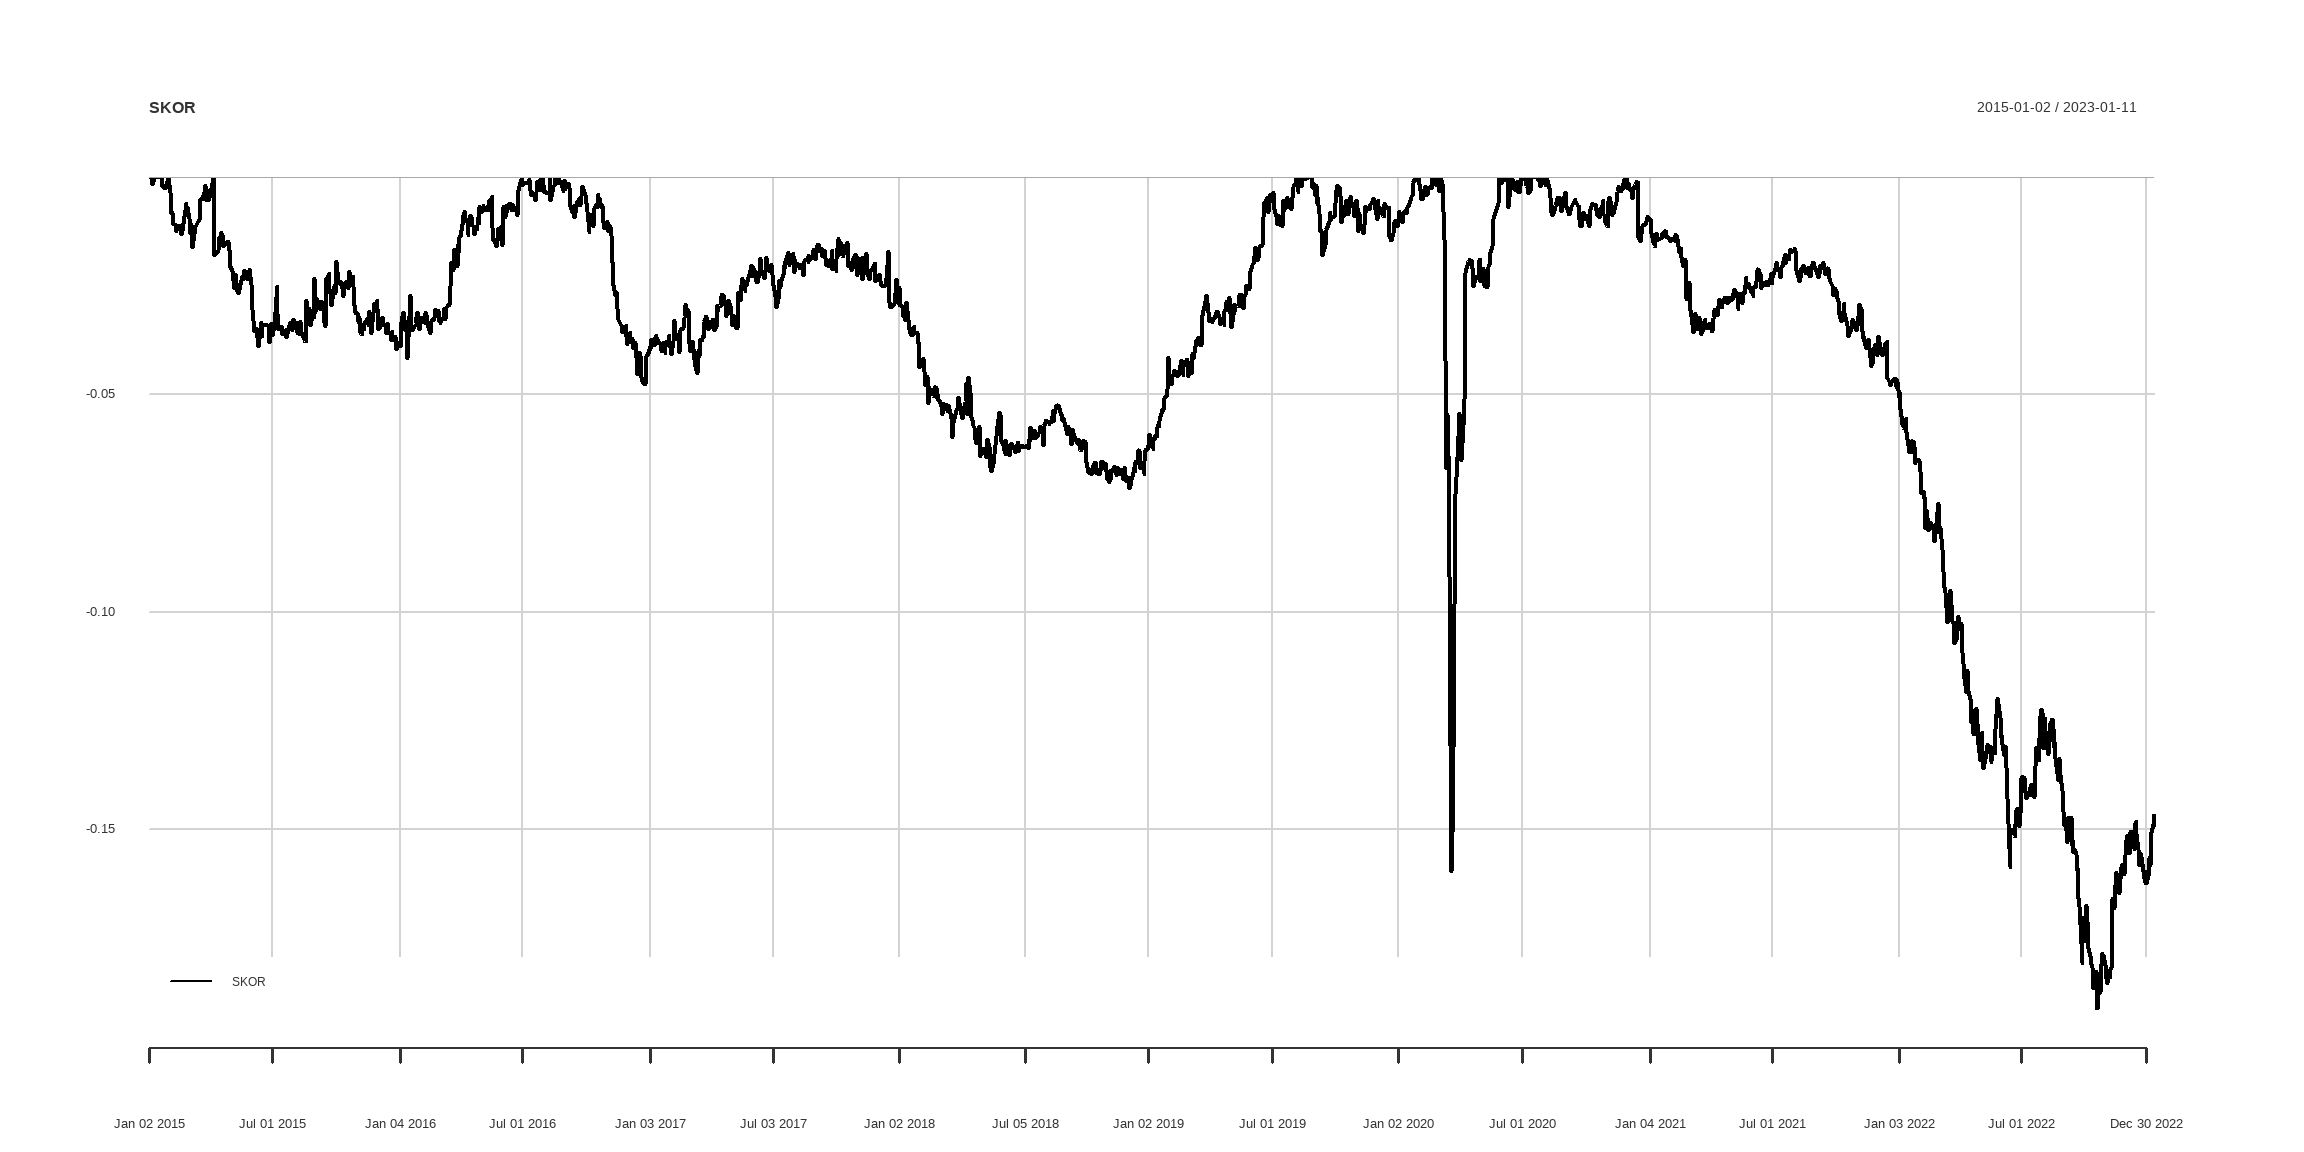 SKOR
2015-01-02 / 2023-01-11
-0.05
-0.10
-0.15
SKOR
Jan 02 2015
Jul 01 2015
Jan 04 2016
Jul 01 2016
Jan 03 2017
Jul 03 2017
Jan 02 2018
Jul 05 2018
Jan 02 2019
Jul 01 2019
Jan 02 2020
Jul 01 2020
Jan 04 2021
Jul 01 2021
Jan 03 2022
Jul 01 2022
Dec 30 2022